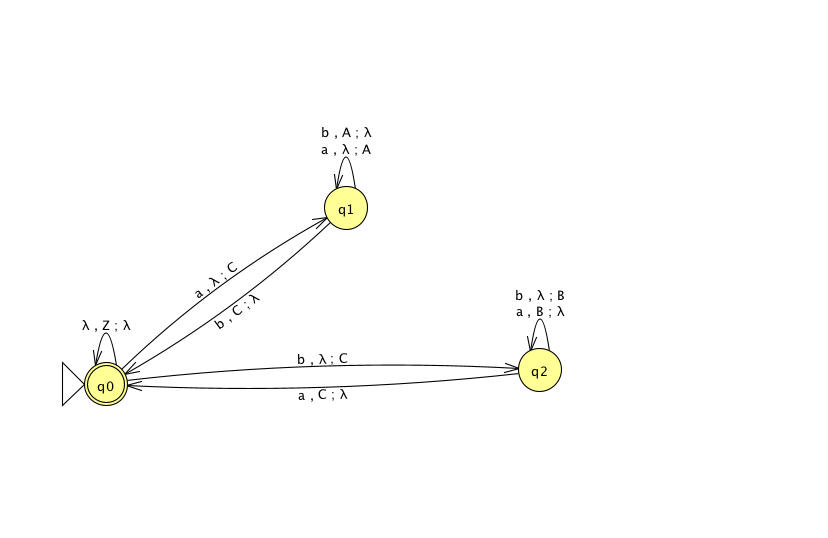 b , A ; λ
a , λ ; A
q1
a , λ ; C
b , C ; λ
b , λ ; B
a , B ; λ
λ , Z ; λ
b , λ ; C
q2
q0
a , C ; λ